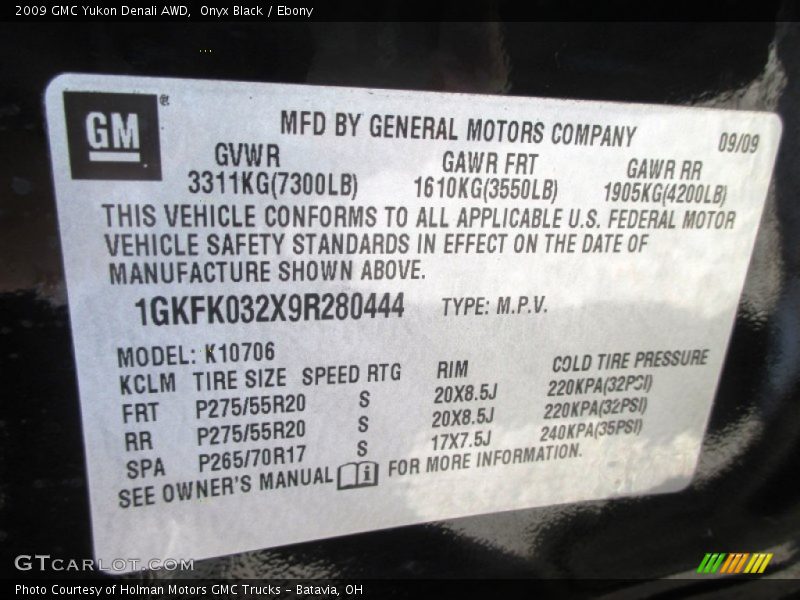 2009 GMC Yukon Denali AWD,  Onyx Black / Ebony
GM®
MFD BY GENERAL MOTORS COMPANY 09/09
GVWR GAWR FRT GAWR RR
3311KG(7300LB) 1610KG(3550LB) 1905KG(4200LB)
THIS VEHICLE CONFORMS TO ALL APPLICABLE U.S. FEDERAL MOTOR
VEHICLE SAFETY STANDARDS IN EFFECT ON THE DATE OF
MANUFACTURE SHOWN ABOVE.
1GKFK032X9R280444 TYPE: M.P.V.
MODEL: K10706
KCLM TIRE SIZE SPEED RTG RIM COLD TIRE PRESSURE
FRT P275/55R20 S 20X8.5J 220KPA(32PSI)
RR P275/55R20 S 20X8.5J 220KPA(32PSI)
SPA P265/70R17 S 17X7.5J 240KPA(35PSI)
SEE OWNER'S MANUAL i FOR MORE INFORMATION.
GTCARLOT.COM
Photo Courtesy of Holman Motors GMC Trucks - Batavia, OH